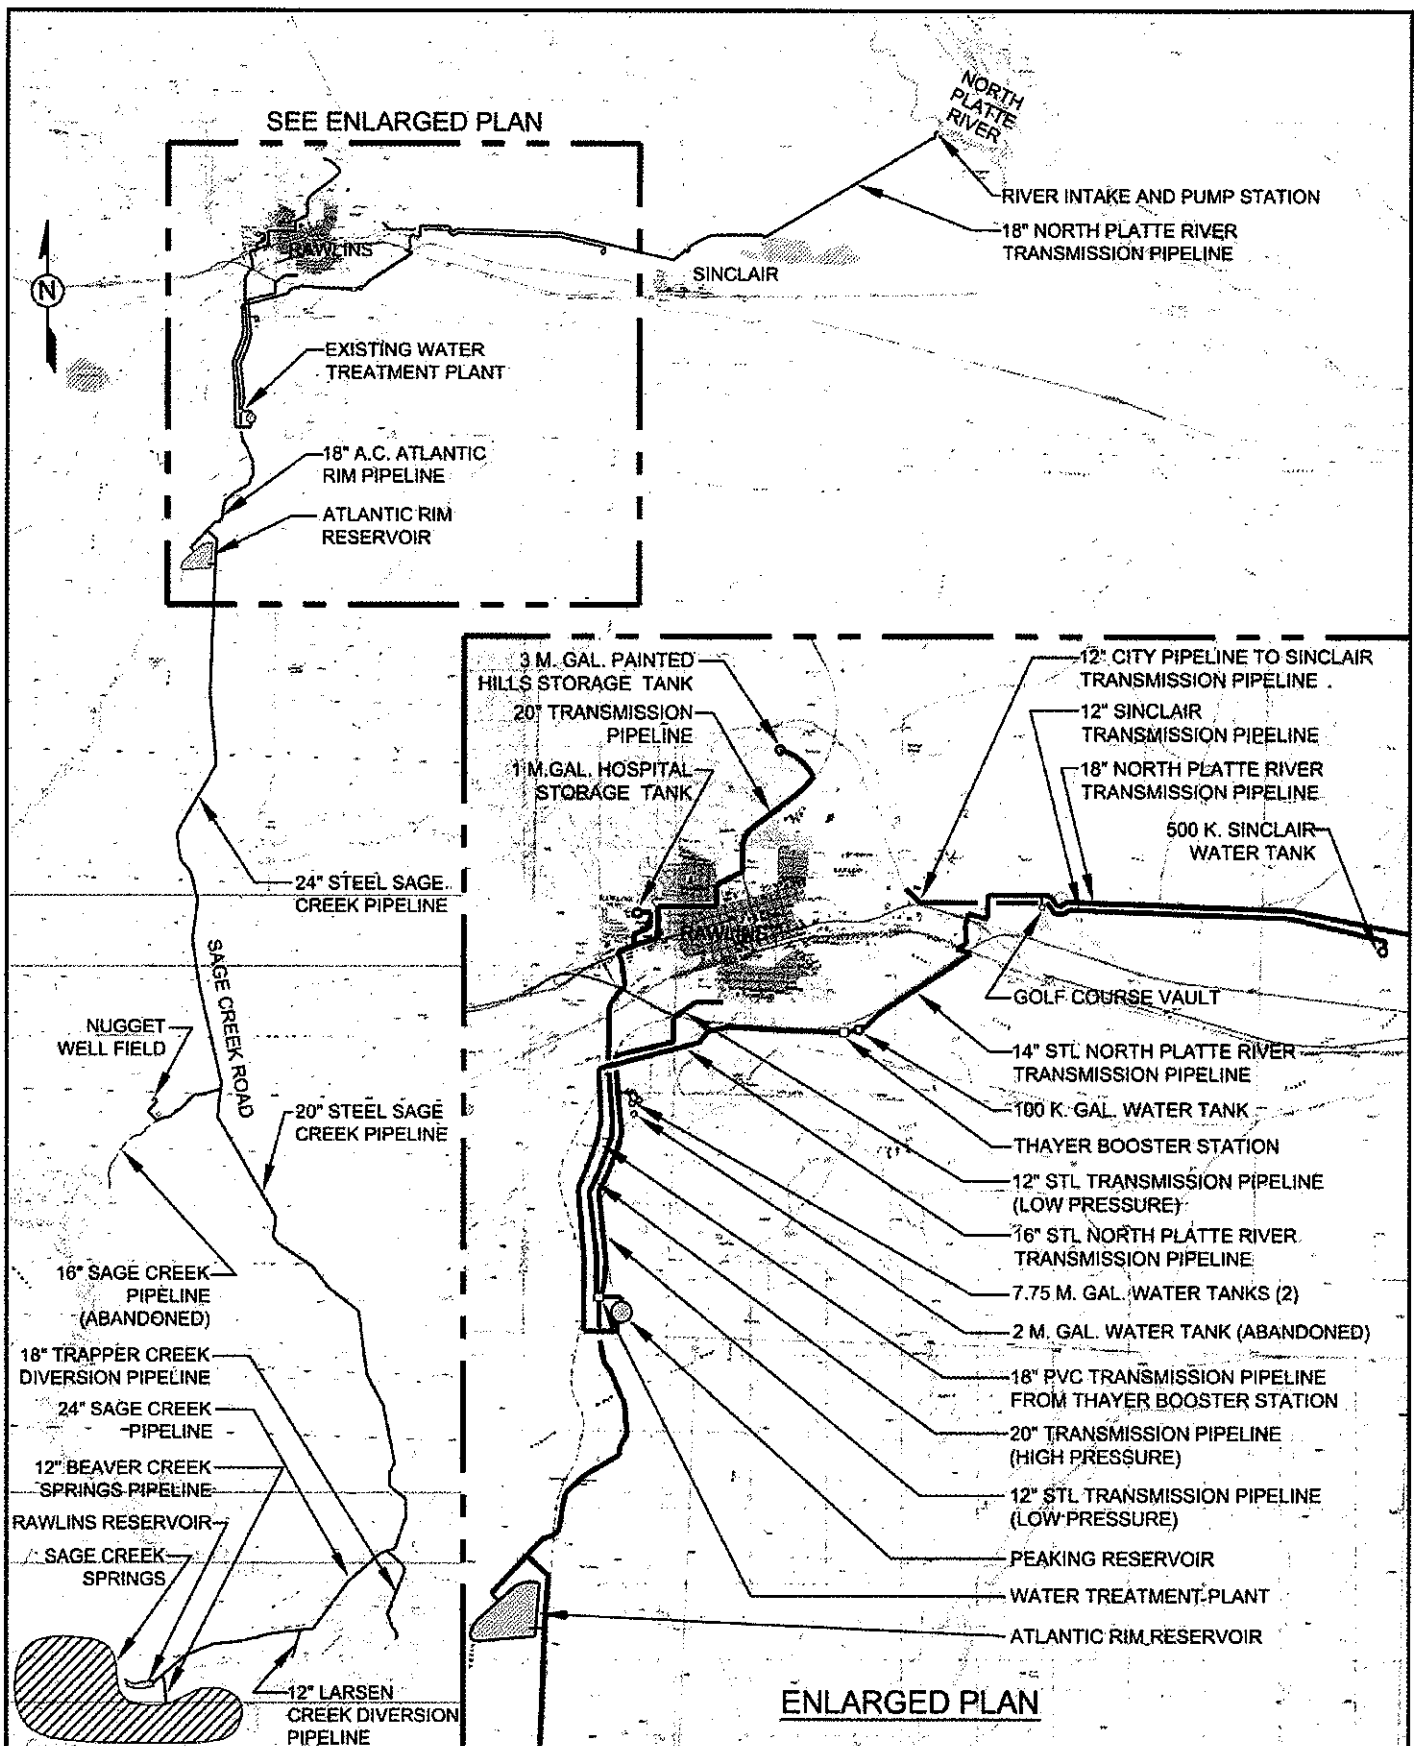 NORTH
PLATTE
RIVER
SEE ENLARGED PLAN
RIVER INTAKE AND PUMP STATION
18" NORTH PLATTE RIVER
TRANSMISSION PIPELINE
RAWLINS
SINCLAIR
N
EXISTING WATER
TREATMENT PLANT
18" A.C. ATLANTIC
RIM PIPELINE
ATLANTIC RIM
RESERVOIR
24" STEEL SAGE
CREEK PIPELINE
SAGE CREEK ROAD
NUGGET
WELL FIELD
20" STEEL SAGE
CREEK PIPELINE
16" SAGE CREEK
PIPELINE
(ABANDONED)
18" TRAPPER CREEK
DIVERSION PIPELINE
24" SAGE CREEK
PIPELINE
12" BEAVER CREEK
SPRINGS PIPELINE
RAWLINS RESERVOIR
SAGE CREEK
SPRINGS
12" LARSEN
CREEK DIVERSION
PIPELINE
3 M. GAL. PAINTED
HILLS STORAGE TANK
20" TRANSMISSION
PIPELINE
1 M.GAL. HOSPITAL
STORAGE TANK
RAWLINS
12" CITY PIPELINE TO SINCLAIR
TRANSMISSION PIPELINE
12" SINCLAIR
TRANSMISSION PIPELINE
18" NORTH PLATTE RIVER
TRANSMISSION PIPELINE
500 K. SINCLAIR
WATER TANK
GOLF COURSE VAULT
14" STL NORTH PLATTE RIVER
TRANSMISSION PIPELINE
100 K. GAL. WATER TANK
THAYER BOOSTER STATION
12" STL TRANSMISSION PIPELINE
(LOW PRESSURE)
16" STL NORTH PLATTE RIVER
TRANSMISSION PIPELINE
7.75 M. GAL. WATER TANKS (2)
2 M. GAL. WATER TANK (ABANDONED)
18" PVC TRANSMISSION PIPELINE
FROM THAYER BOOSTER STATION
20" TRANSMISSION PIPELINE
(HIGH PRESSURE)
12" STL TRANSMISSION PIPELINE
(LOW PRESSURE)
PEAKING RESERVOIR
WATER TREATMENT PLANT
ATLANTIC RIM RESERVOIR
ENLARGED PLAN